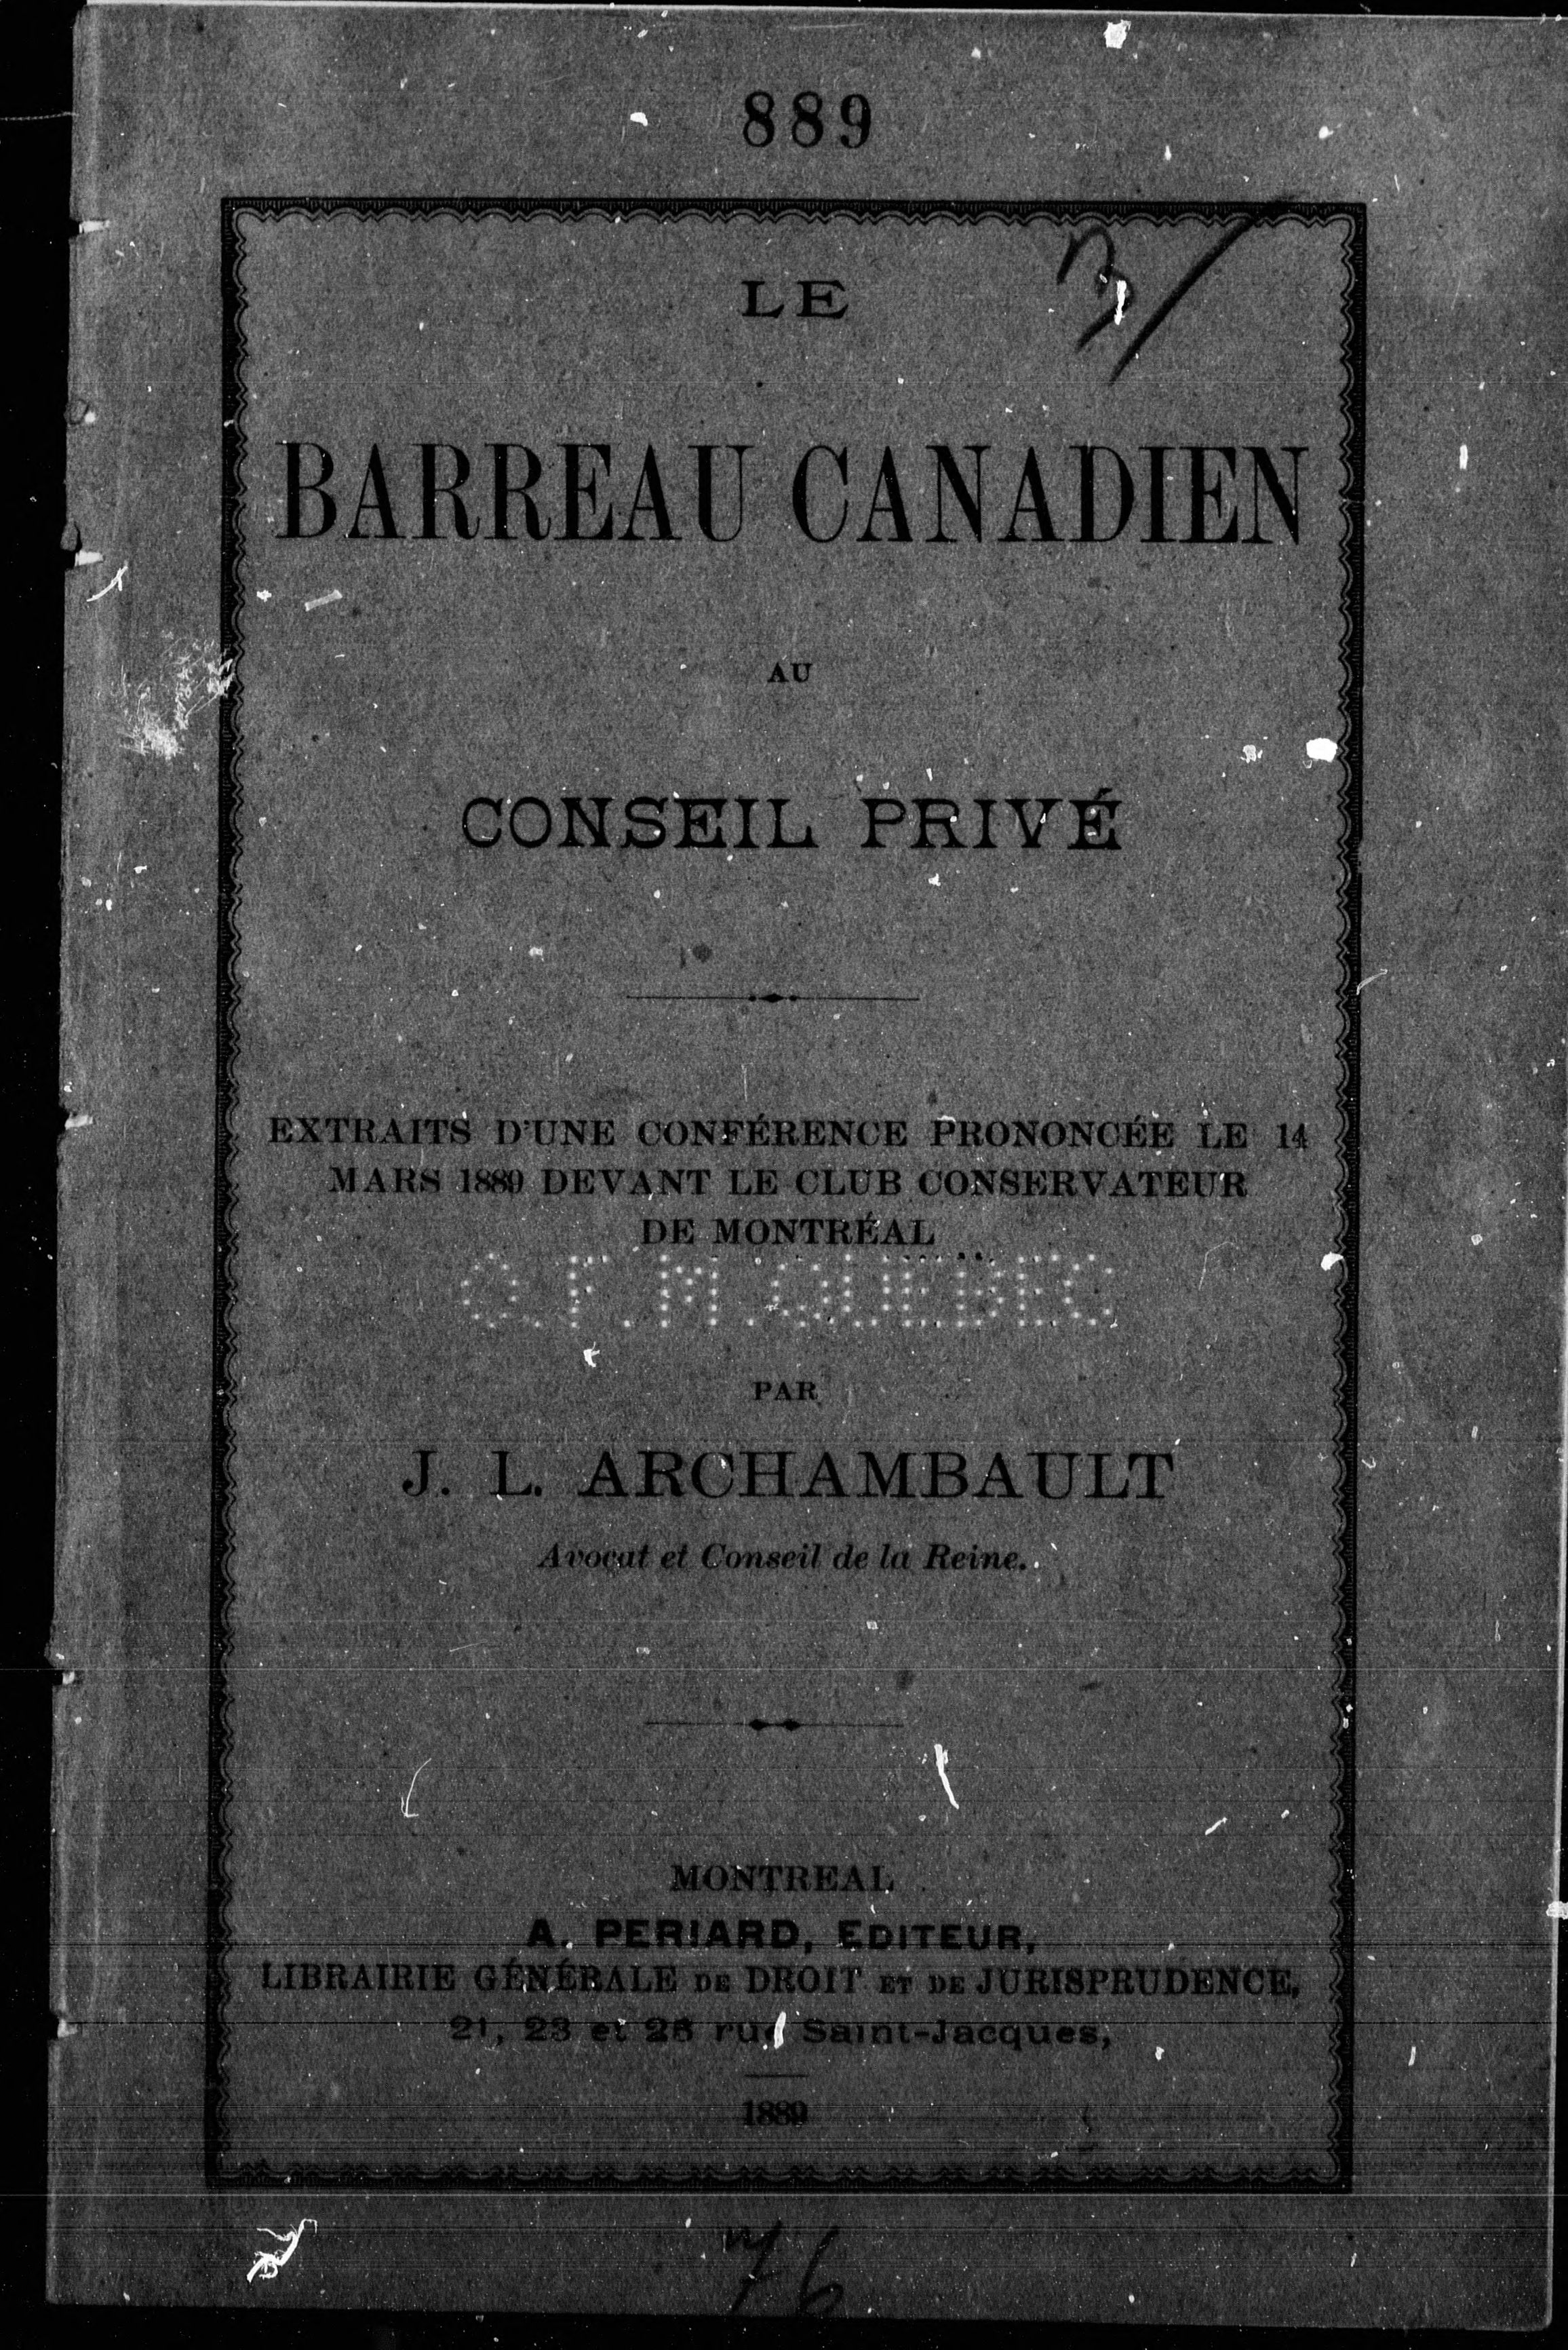 889
LE
BARREAU CANADIEN
AU
CONSEIL PRIVÉ
EXTRAITS D'UNE CONFÉRENCE PRONONCÉE LE 14
MARS 1889 DEVANT LE CLUB CONSERVATEUR
DE MONTRÉAL
O.F.M.QUEBEC
PAR
J. L. ARCHAMBAULT
Avocat et Conseil de la Reine.
MONTREAL
A. PERIARD, EDITEUR,
LIBRAIRIE GÉNÉRALE DE DROIT ET DE JURISPRUDENCE,
21, 23 et rue Saint-Jacques,
1889
76